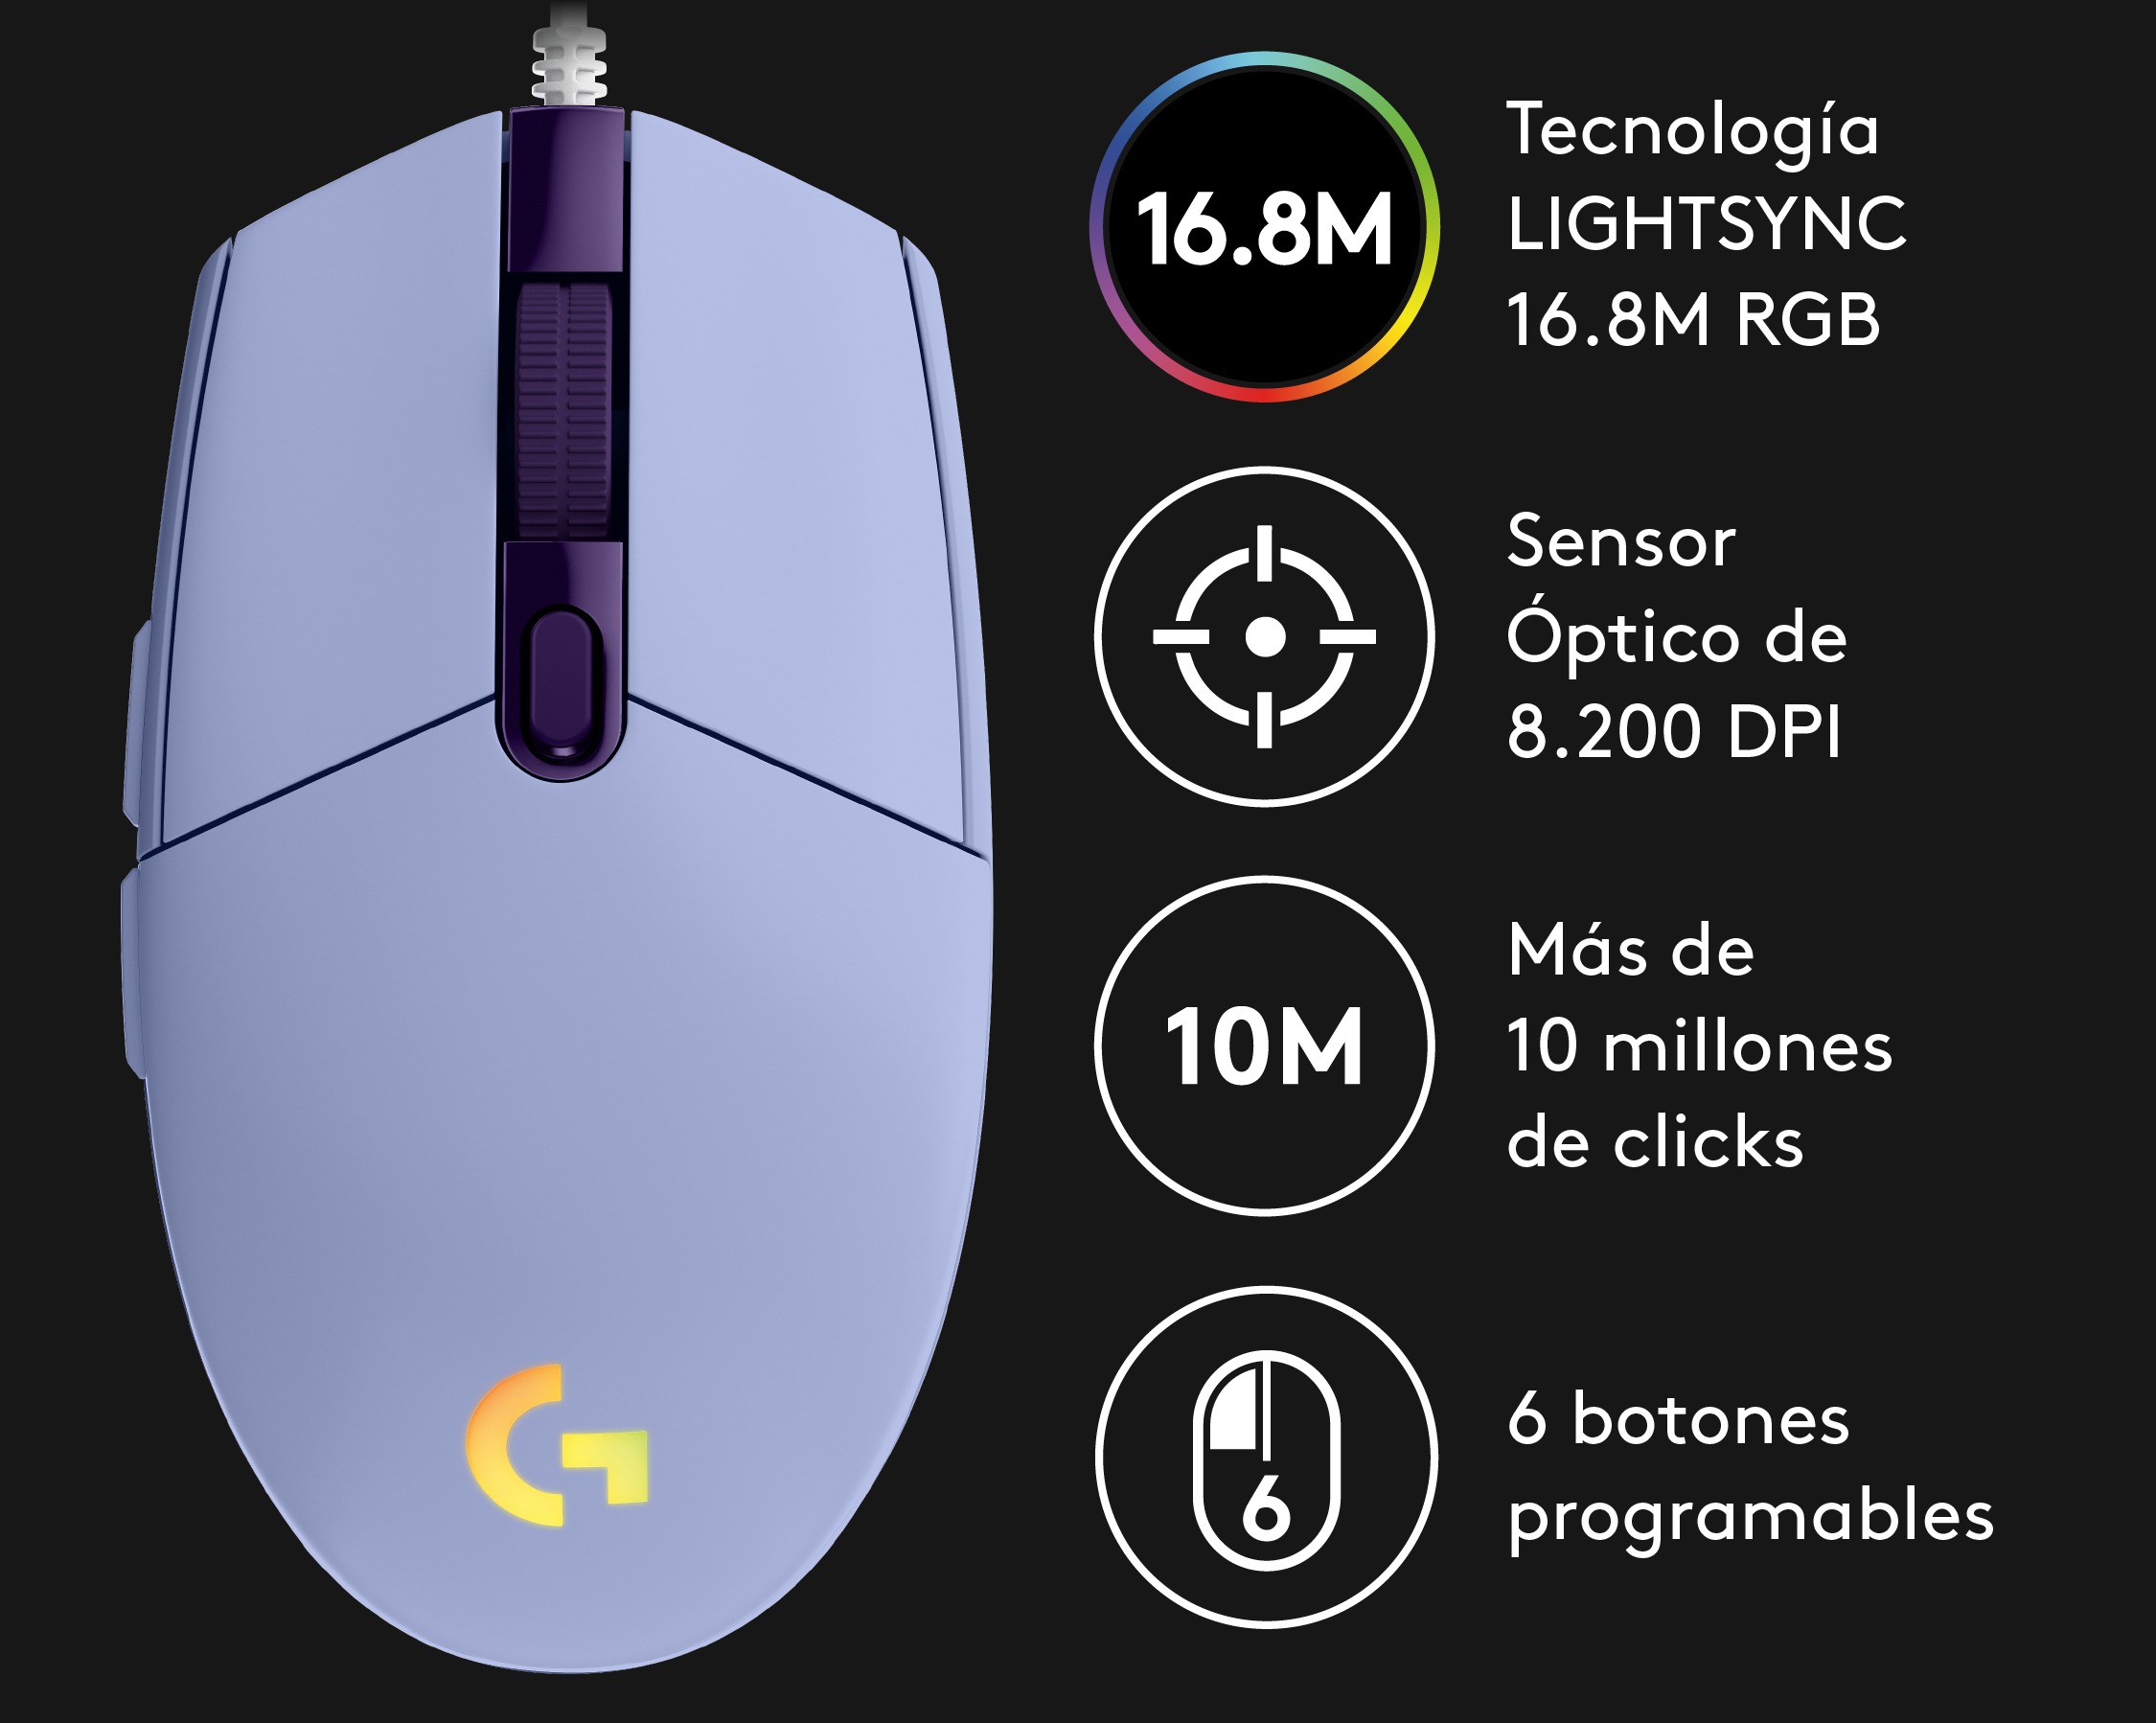 16.8M
Tecnología
LIGHTSYNC
16.8M RGB
Sensor
Óptico de
8.200 DPI
10M
Más de
10 millones
de clicks
6
6 botones
programables
G